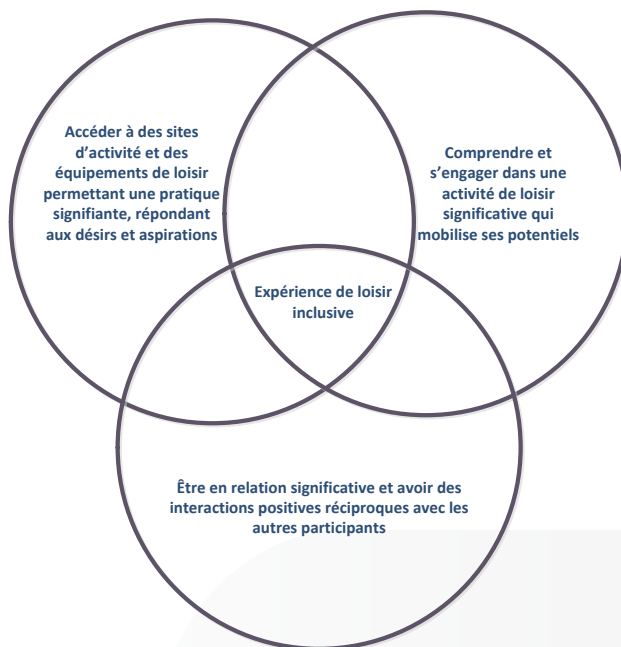 Accéder à des sites
d’activité et des
équipements de loisir
permettant une pratique
signifiante, répondant
aux désirs et aspirations
Comprendre et
s’engager dans une
activité de loisir
significative qui
mobilise ses potentiels
Expérience de loisir
inclusive
Être en relation significative et avoir des
interactions positives réciproques avec les
autres participants